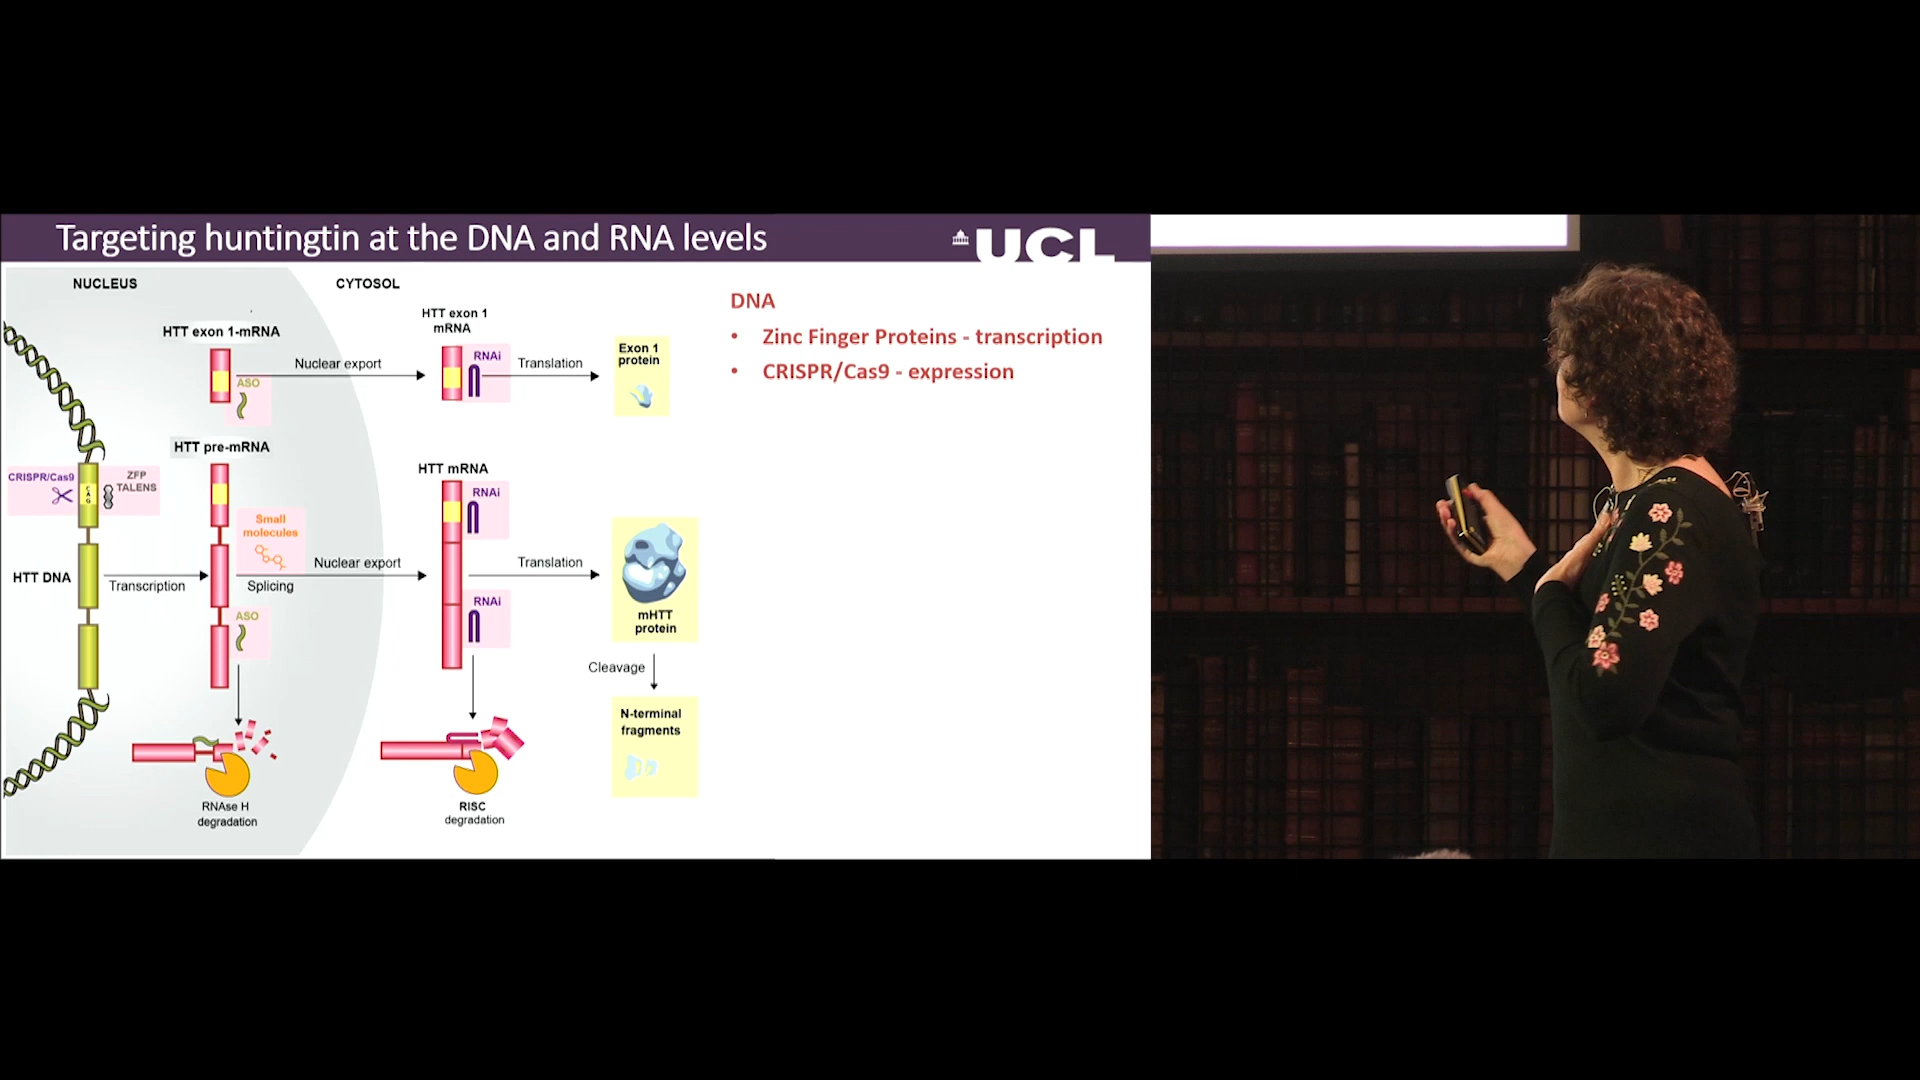 Targeting huntingtin at the DNA and RNA levels
UCL
NUCLEUS
CYTOSOL
HTT exon 1-mRNA
ASO
Nuclear export
HTT exon 1
mRNA
RNAi
Translation
Exon 1
protein
HTT pre-mRNA
CRISPR/Cas9
CAG
ZFP
TALENS
HTT DNA
Transcription
Small
molecules
Splicing
ASO
Nuclear export
HTT mRNA
RNAi
RNAi
Translation
mHTT
protein
Cleavage
N-terminal
fragments
RNAse H
degradation
RISC
degradation
DNA
• Zinc Finger Proteins - transcription
• CRISPR/Cas9 - expression